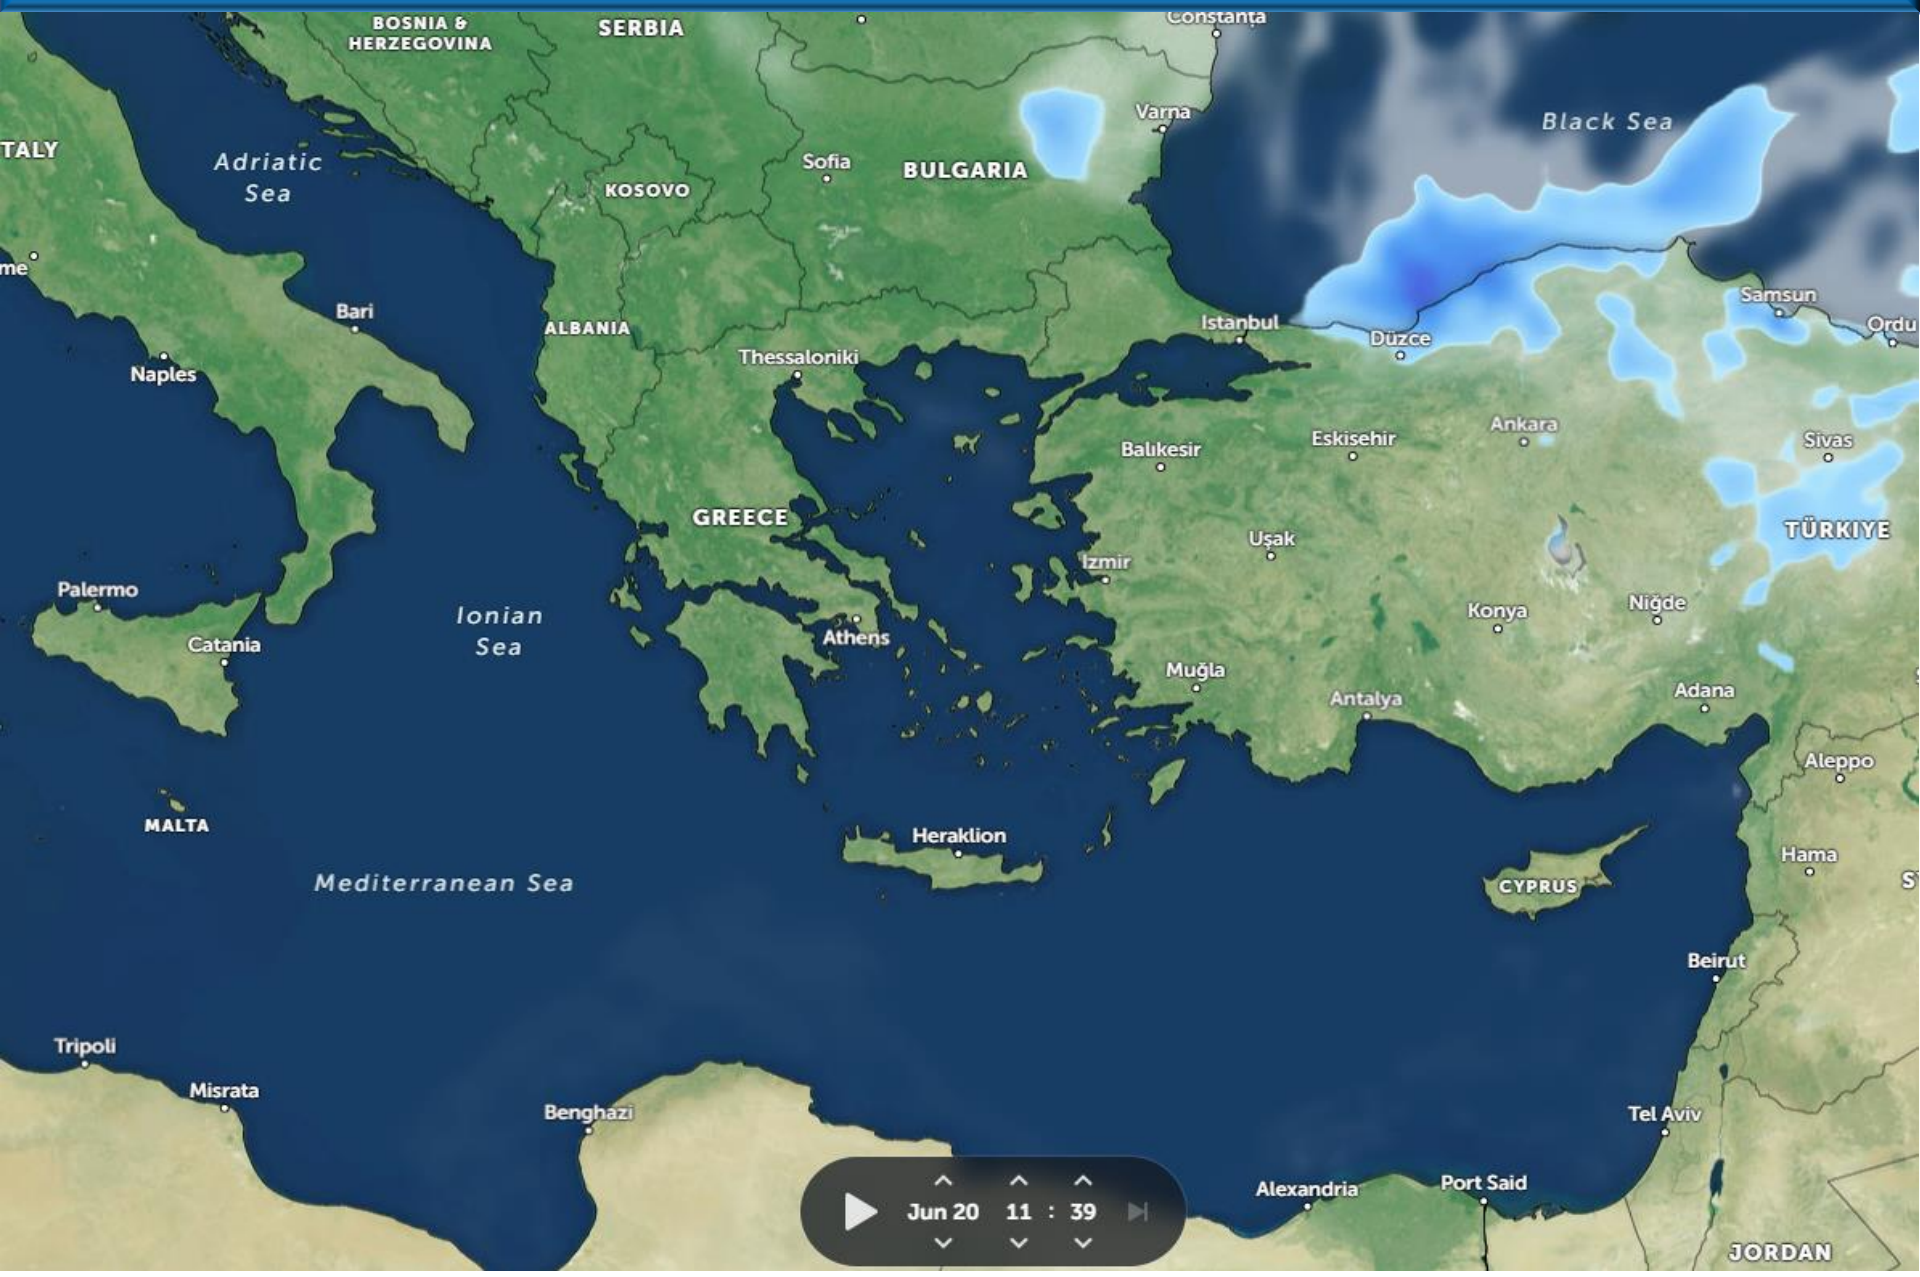 BOSNIA &
HERZEGOVINA
SERBIA
Constanța
Varna
Black Sea
TALY
Adriatic
Sea
Sofia
BULGARIA
KOSOVO
me
Bari
ALBANIA
Istanbul
Samsun
Ordu
Düzce
Naples
Thessaloniki
Ankara
Eskisehir
Sivas
Balıkesir
GREECE
TÜRKIYE
Uşak
Izmir
Palermo
Ionian
Sea
Konya
Niğde
Catania
Athens
Muğla
Antalya
Adana
Aleppo
MALTA
Heraklion
Hama
Mediterranean Sea
CYPRUS
S
Beirut
Tripoli
Misrata
Benghazi
Tel Aviv
Alexandria
Port Said
Jun 20 11 : 39
JORDAN